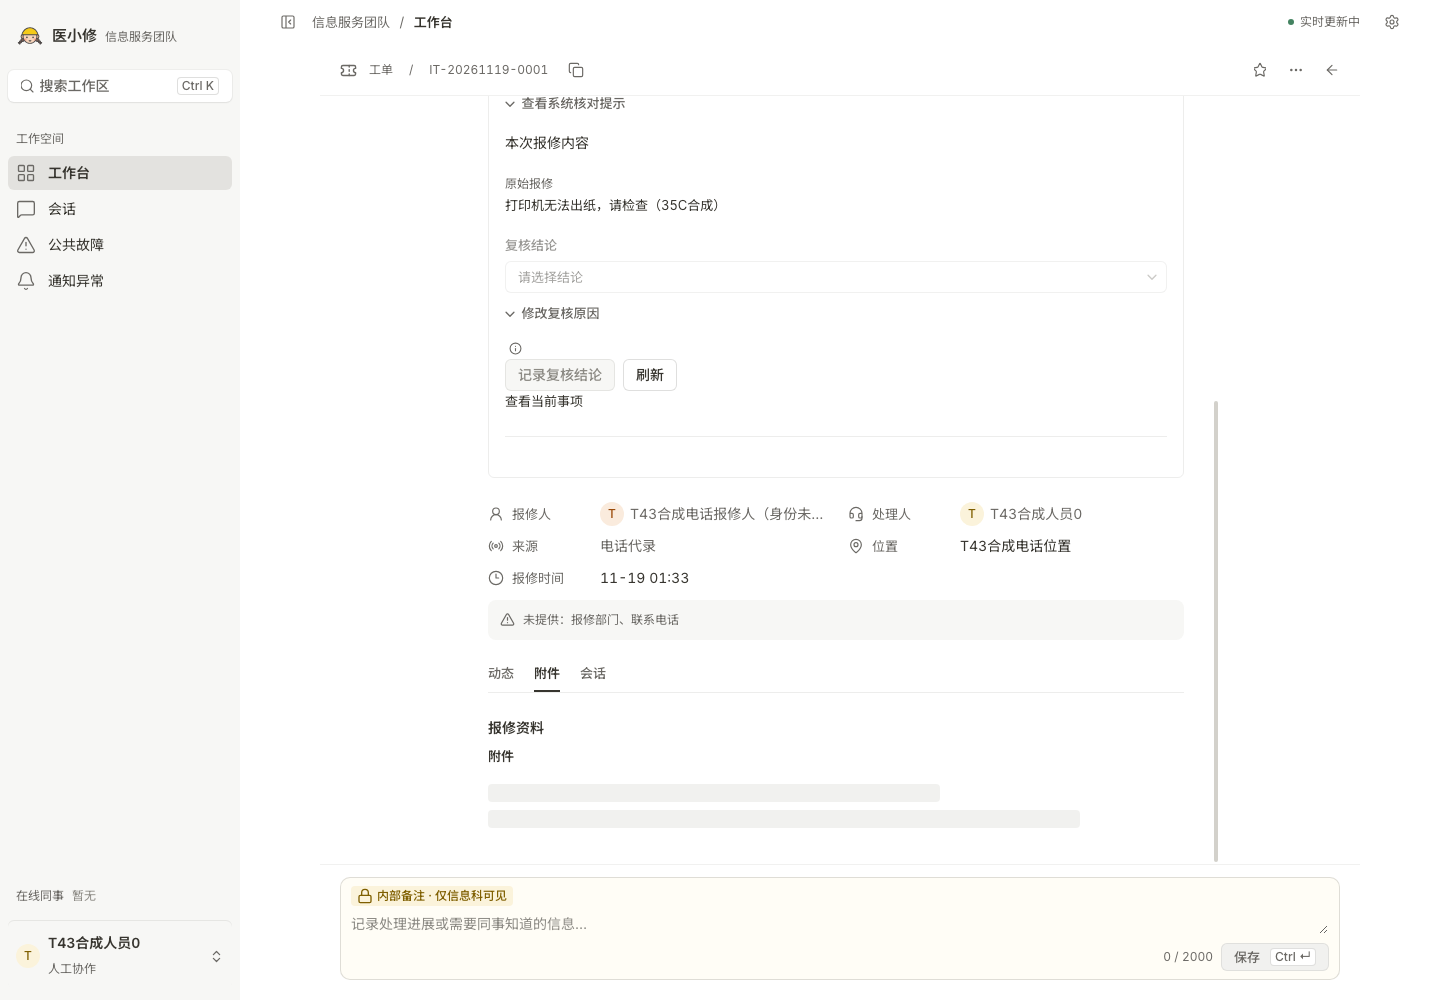 医小修 信息服务团队
搜索工作区 Ctrl K
工作空间
工作台
会话
公共故障
通知异常
在线同事 暂无
T T43合成人员0
人工协作
信息服务团队 / 工作台
实时更新中
工单 / IT-20261119-0001
查看系统核对提示
本次报修内容
原始报修
打印机无法出纸，请检查（35C合成）
复核结论
请选择结论
修改复核原因
记录复核结论 刷新
查看当前事项
报修人 T T43合成电话报修人（身份未... 处理人 T T43合成人员0
来源 电话代录 位置 T43合成电话位置
报修时间 11-19 01:33
未提供：报修部门、联系电话
动态 附件 会话
报修资料
附件
内部备注 · 仅信息科可见
记录处理进展或需要同事知道的信息...
0 / 2000 保存 Ctrl ↵